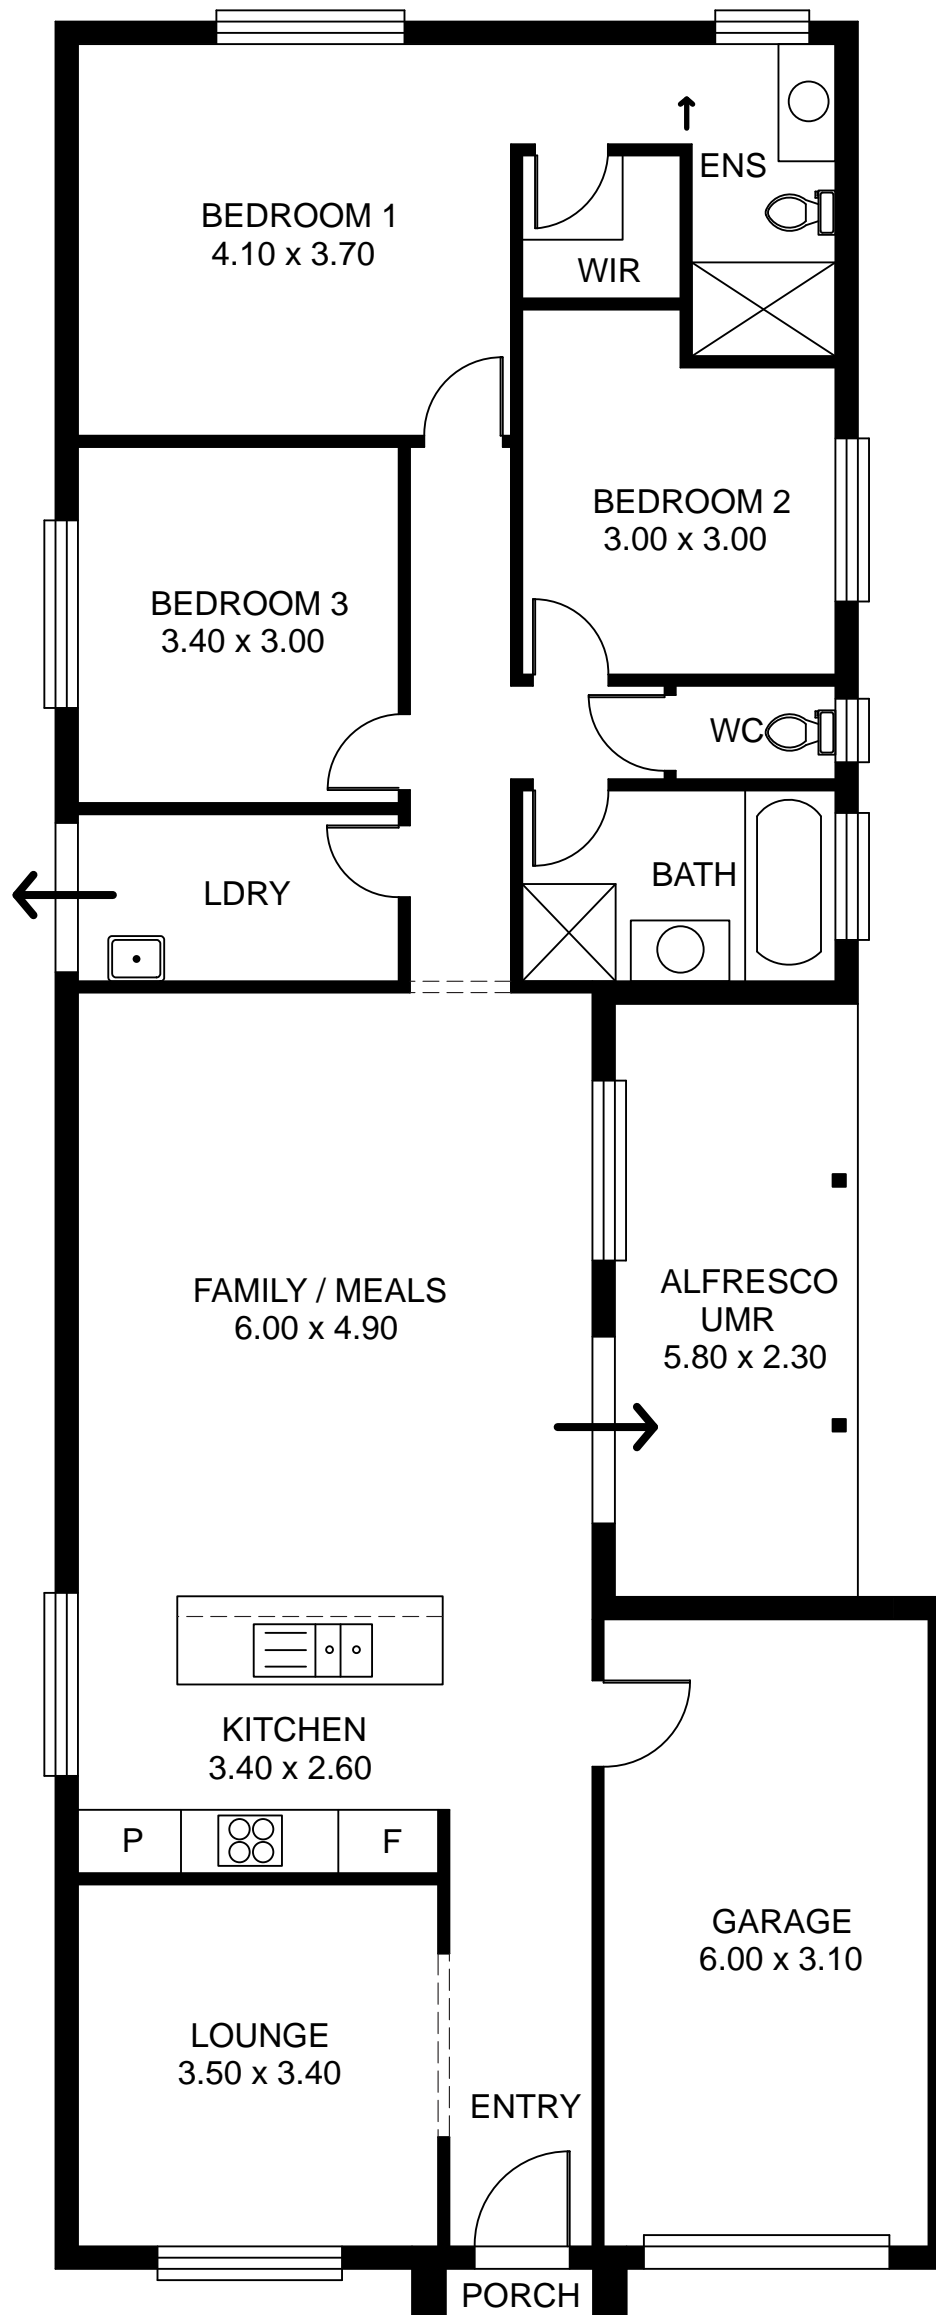 ENS
BEDROOM 1
4.10 x 3.70
WIR
BEDROOM 2
3.00 x 3.00
BEDROOM 3
3.40 x 3.00
WC
BATH
LDRY
FAMILY / MEALS
6.00 x 4.90
ALFRESCO
UMR
5.80 x 2.30
KITCHEN
3.40 x 2.60
P
F
GARAGE
6.00 x 3.10
LOUNGE
3.50 x 3.40
ENTRY
PORCH